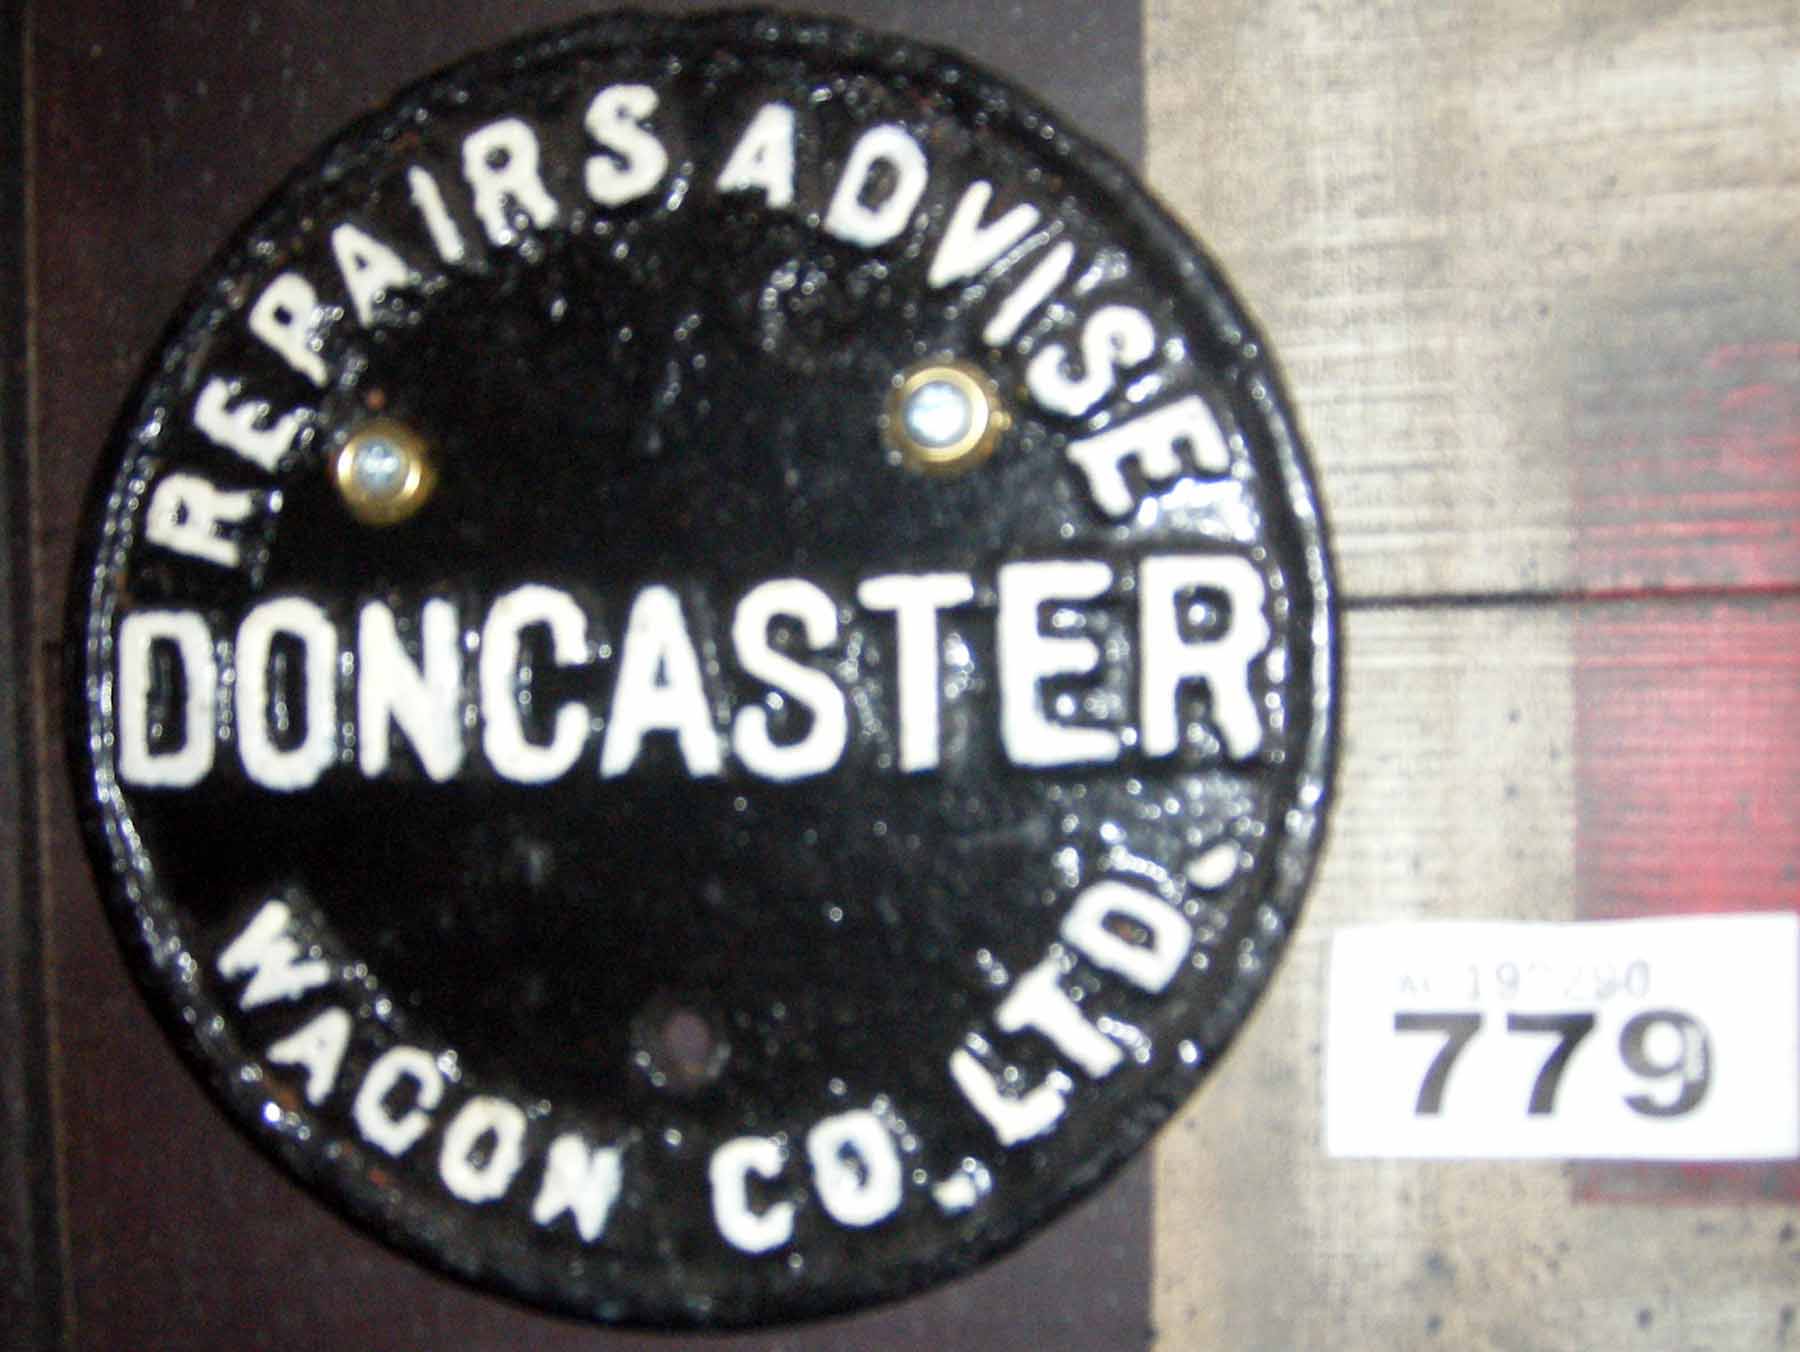 REPAIRS ADVISE
DONCASTER
WAGON CO. LTD.
779